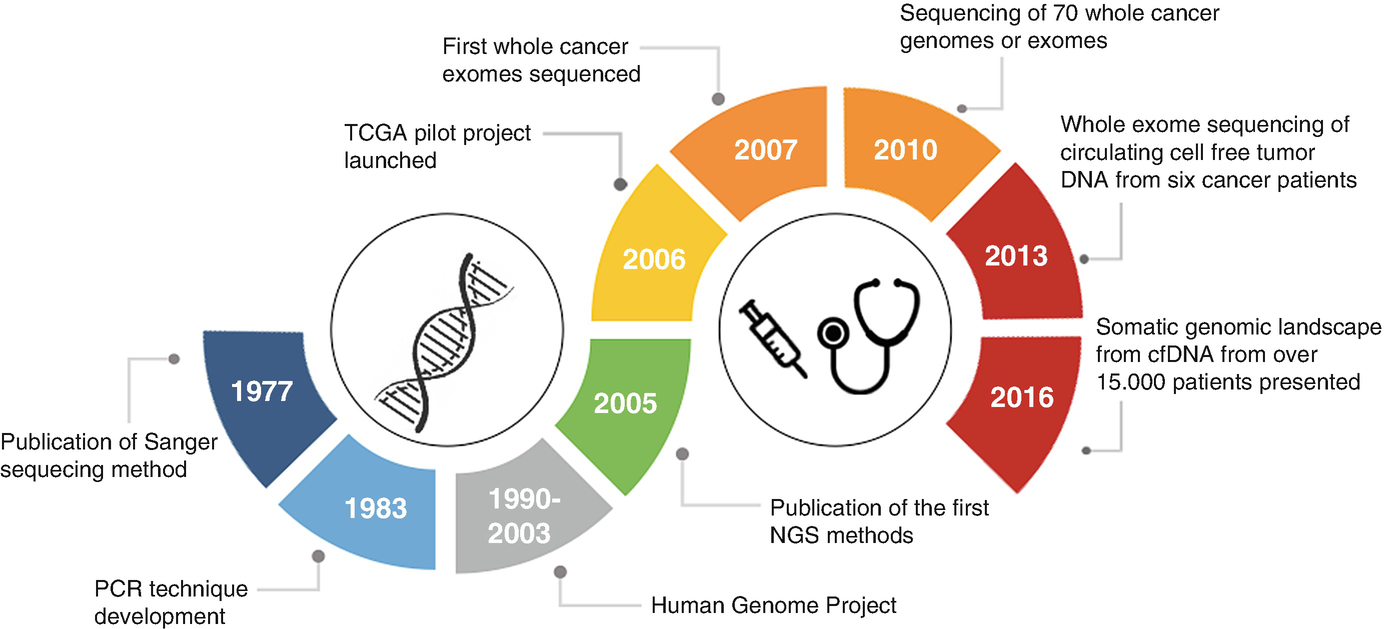 1977
Publication of Sanger
sequecing method
1983
PCR technique
development
1990-
2003
Human Genome Project
2005
Publication of the first
NGS methods
2006
TCGA pilot project
launched
2007
First whole cancer
exomes sequenced
2010
Sequencing of 70 whole cancer
genomes or exomes
2013
Whole exome sequencing of
circulating cell free tumor
DNA from six cancer patients
2016
Somatic genomic landscape
from cfDNA from over
15.000 patients presented